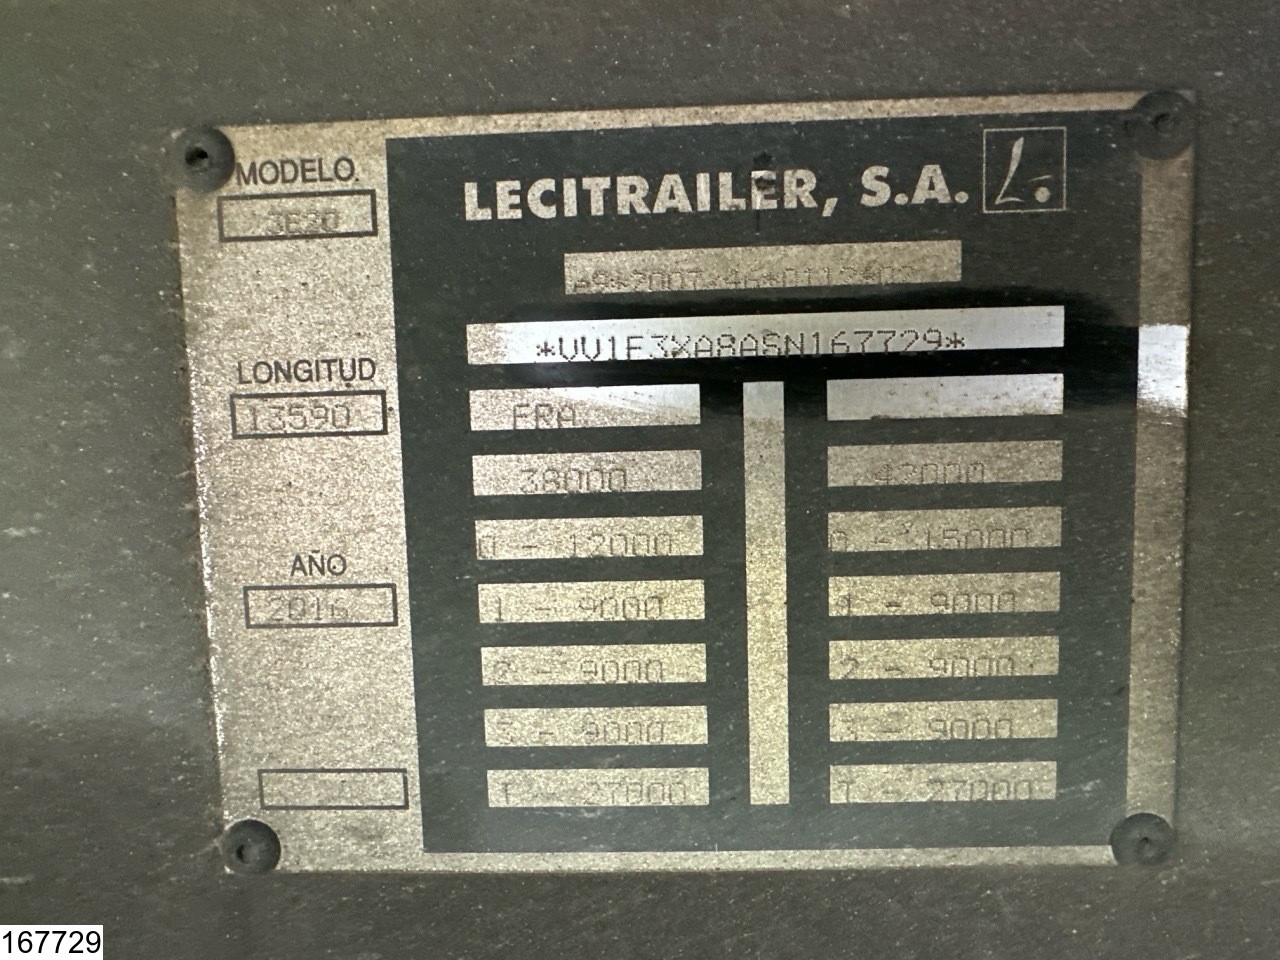 MODELO.
3E20
LONGITUD
13590
AÑO
2016
LECITRAILER, S.A.
*VV1F3XA8ASN167729*
FRA
38000 42000
0 - 12000 0 - 15000
1 - 9000 1 - 9000
2 - 9000 2 - 9000
3 - 9000 3 - 9000
T - 27000 T - 27000
167729